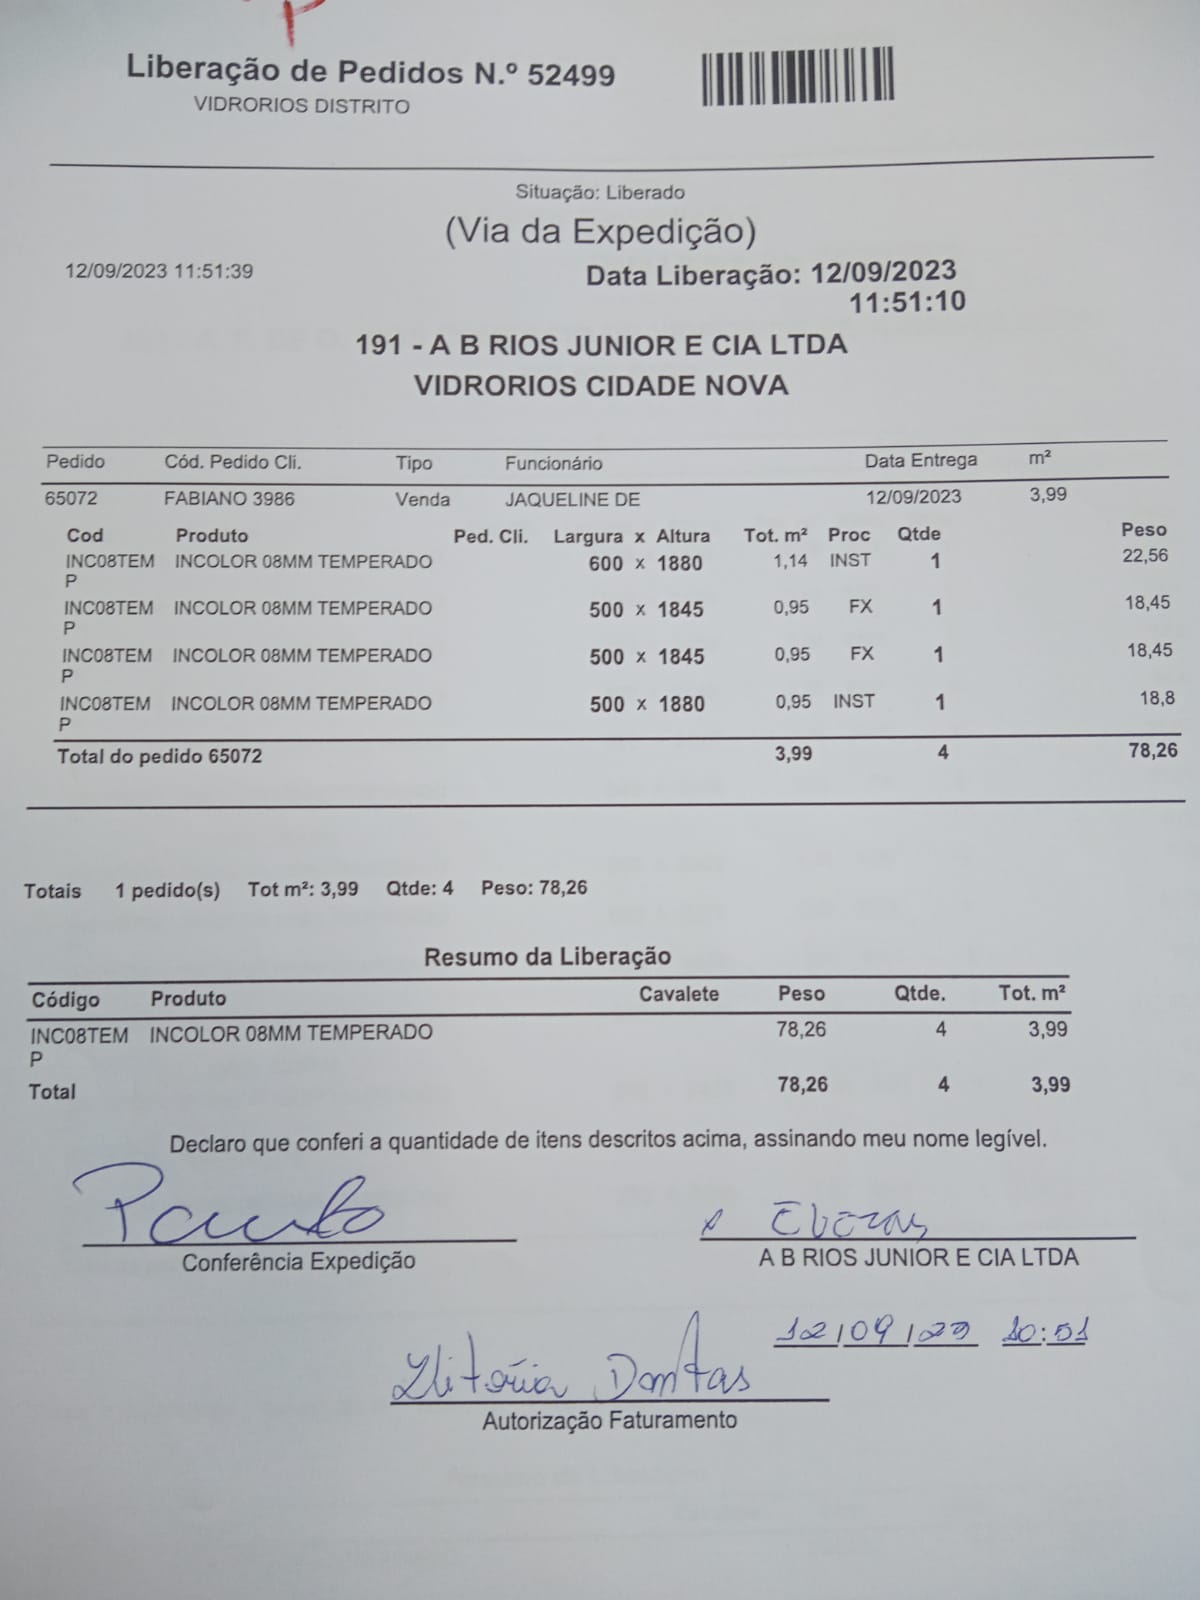 Liberação de Pedidos N.º 52499
VIDRORIOS DISTRITO
Situação: Liberado
(Via da Expedição)
12/09/2023 11:51:39 Data Liberação: 12/09/2023
11:51:10
191 - A B RIOS JUNIOR E CIA LTDA
VIDRORIOS CIDADE NOVA
Pedido Cód. Pedido Cli. Tipo Funcionário Data Entrega m²
65072 FABIANO 3986 Venda JAQUELINE DE 12/09/2023 3,99
Cod Produto Ped. Cli. Largura x Altura Tot. m² Proc Qtde Peso
INC08TEM INCOLOR 08MM TEMPERADO 600 x 1880 1,14 INST 1 22,56
P
INC08TEM INCOLOR 08MM TEMPERADO 500 x 1845 0,95 FX 1 18,45
P
INC08TEM INCOLOR 08MM TEMPERADO 500 x 1845 0,95 FX 1 18,45
P
INC08TEM INCOLOR 08MM TEMPERADO 500 x 1880 0,95 INST 1 18,8
P
Total do pedido 65072 3,99 4 78,26
Totais 1 pedido(s) Tot m²: 3,99 Qtde: 4 Peso: 78,26
Resumo da Liberação
Código Produto Cavalete Peso Qtde. Tot. m²
INC08TEM INCOLOR 08MM TEMPERADO 78,26 4 3,99
P
Total 78,26 4 3,99
Declaro que conferi a quantidade de itens descritos acima, assinando meu nome legível.
Paulo
Conferência Expedição A B RIOS JUNIOR E CIA LTDA
12/09/23
Dantas
Autorização Faturamento